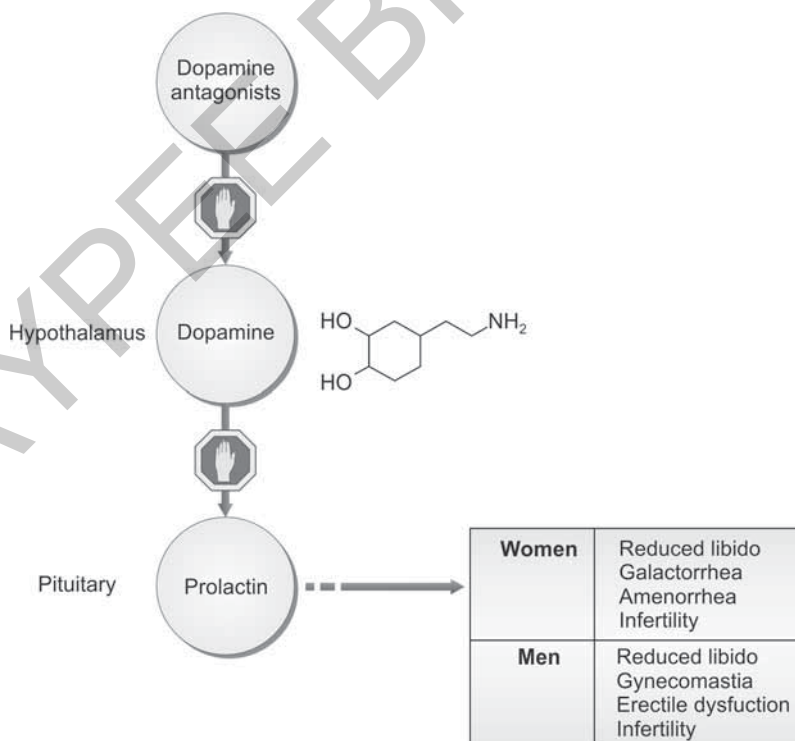 Dopamine
antagonists
Hypothalamus
Dopamine
HO
HO
NH₂
Pituitary
Prolactin
Women
Reduced libido
Galactorrhea
Amenorrhea
Infertility
Men
Reduced libido
Gynecomastia
Erectile dysfuction
Infertility
YPEE B